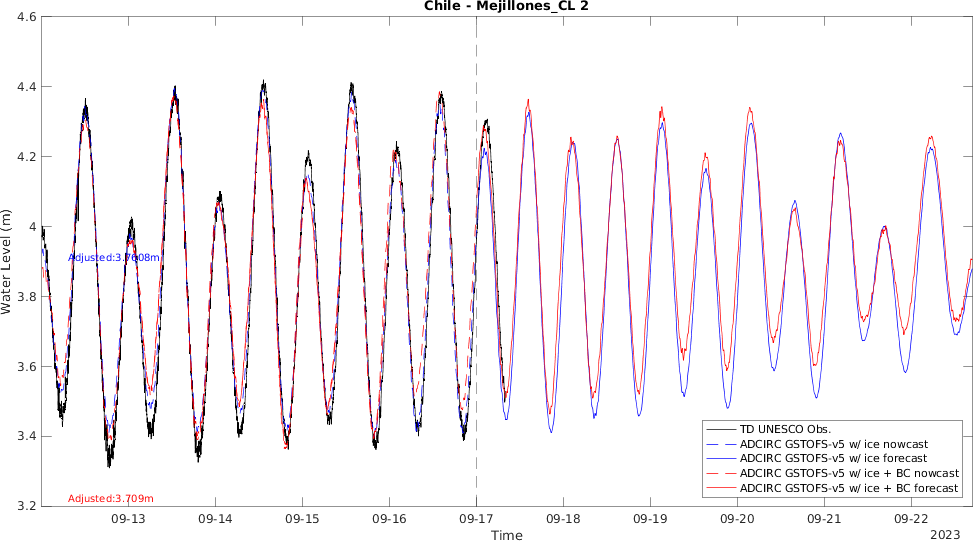 Chile - Mejillones_CL 2
4.6
4.4
4.2
4
3.8
3.6
3.4
3.2
Water Level (m)
Adjusted:3.7608m
Adjusted:3.709m
TD UNESCO Obs.
ADCIRC GSTOFS-v5 w/ ice nowcast
ADCIRC GSTOFS-v5 w/ ice forecast
ADCIRC GSTOFS-v5 w/ ice + BC nowcast
ADCIRC GSTOFS-v5 w/ ice + BC forecast
09-13 09-14 09-15 09-16 09-17 09-18 09-19 09-20 09-21 09-22
Time
2023